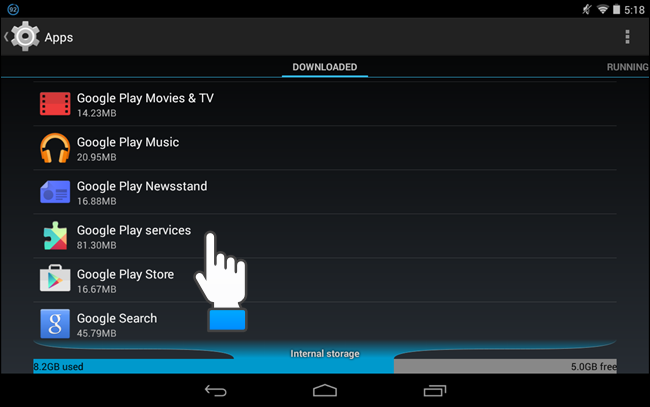 92
5:18
Apps
DOWNLOADED
RUNNING
Google Play Movies & TV
14.23MB
Google Play Music
20.95MB
Google Play Newsstand
16.88MB
Google Play services
81.30MB
Google Play Store
16.67MB
g
Google Search
45.79MB
Internal storage
8.2GB used
5.0GB free